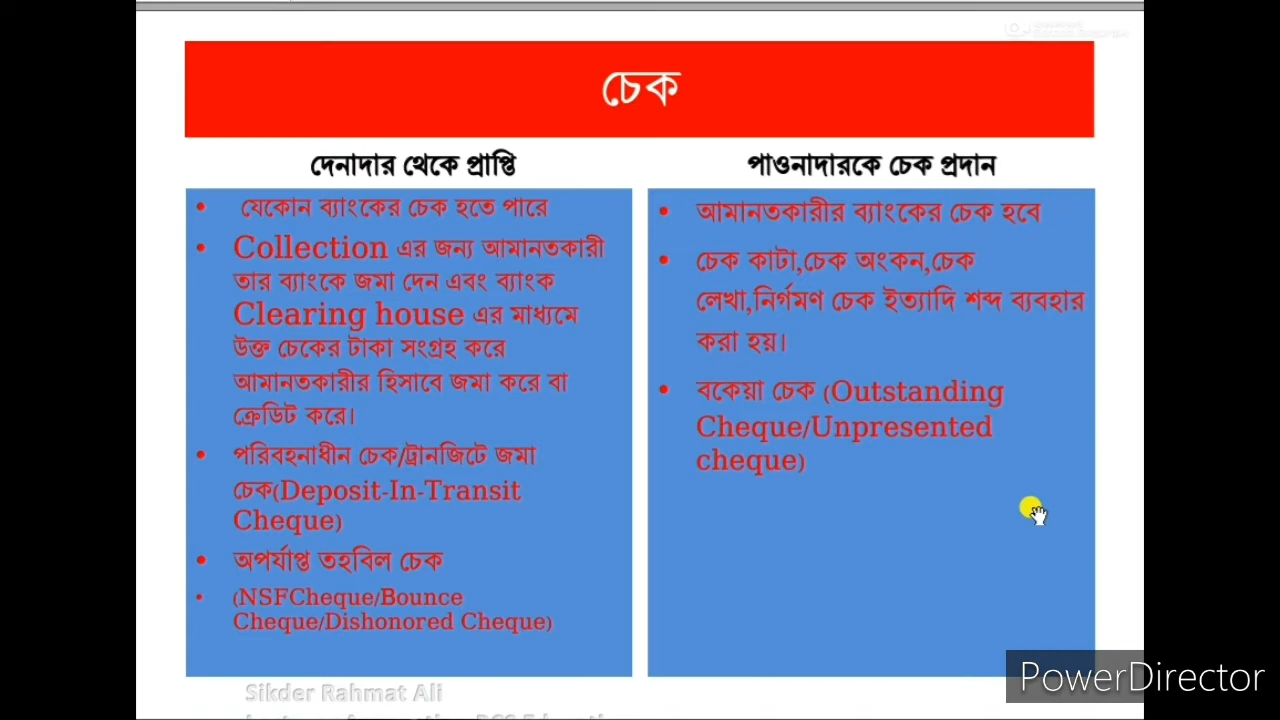 চেক
দেনাদার থেকে প্রাপ্তি
• যেকোন ব্যাংকের চেক হতে পারে
• Collection এর জন্য আমানতকারী
তার ব্যাংকে জমা দেন এবং ব্যাংক
Clearing house এর মাধ্যমে
উক্ত চেকের টাকা সংগ্রহ করে
আমানতকারীর হিসাবে জমা করে বা
ক্রেডিট করে।
• পরিবহনাধীন চেক/ট্রানজিটে জমা
চেক(Deposit-In-Transit
Cheque)
• অপর্যাপ্ত তহবিল চেক
• (NSFCheque/Bounce
Cheque/Dishonored Cheque)
পাওনাদারকে চেক প্রদান
• আমানতকারীর ব্যাংকের চেক হবে
• চেক কাটা,চেক অংকন,চেক
লেখা,নির্গমণ চেক ইত্যাদি শব্দ ব্যবহার
করা হয়।
• বকেয়া চেক (Outstanding
Cheque/Unpresented
cheque)
Sikder Rahmat Ali
PowerDirector